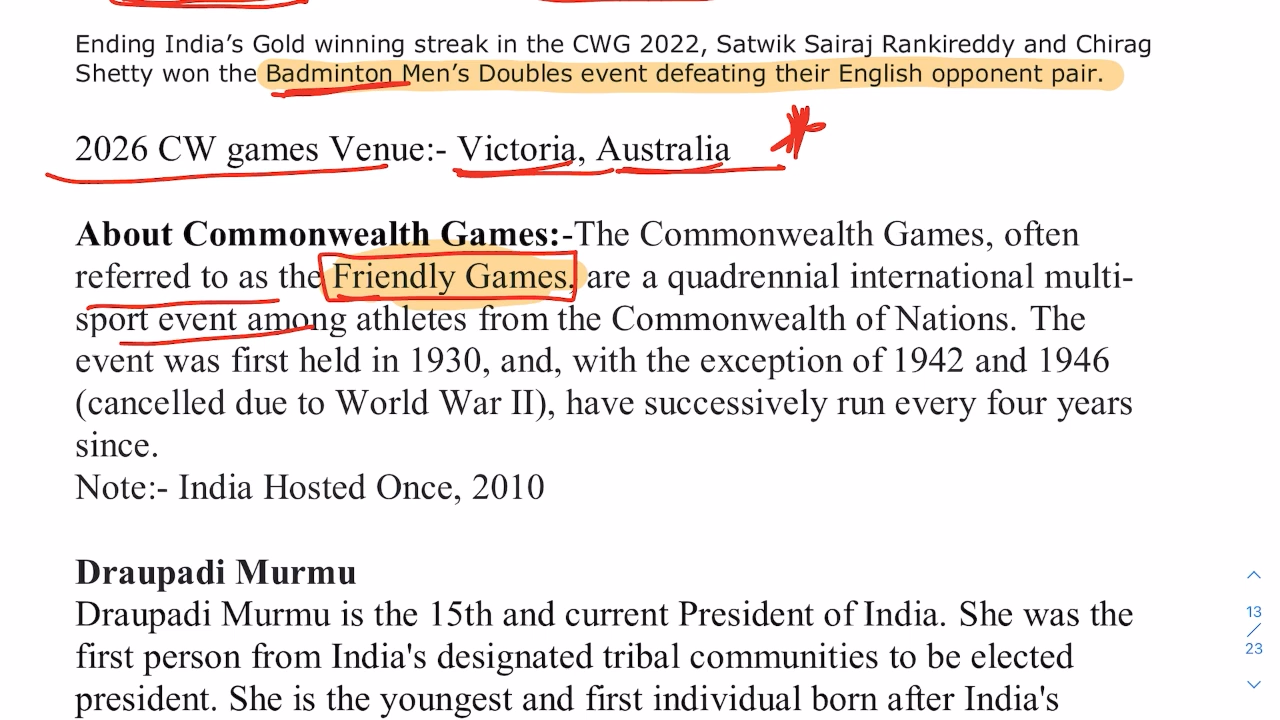 Ending India’s Gold winning streak in the CWG 2022, Satwik Sairaj Rankireddy and Chirag
Shetty won the Badminton Men’s Doubles event defeating their English opponent pair.
2026 CW games Venue:- Victoria, Australia
About Commonwealth Games:-The Commonwealth Games, often
referred to as the Friendly Games, are a quadrennial international multi-
sport event among athletes from the Commonwealth of Nations. The
event was first held in 1930, and, with the exception of 1942 and 1946
(cancelled due to World War II), have successively run every four years
since.
Note:- India Hosted Once, 2010
Draupadi Murmu
Draupadi Murmu is the 15th and current President of India. She was the
first person from India's designated tribal communities to be elected
president. She is the youngest and first individual born after India's
13
/
23